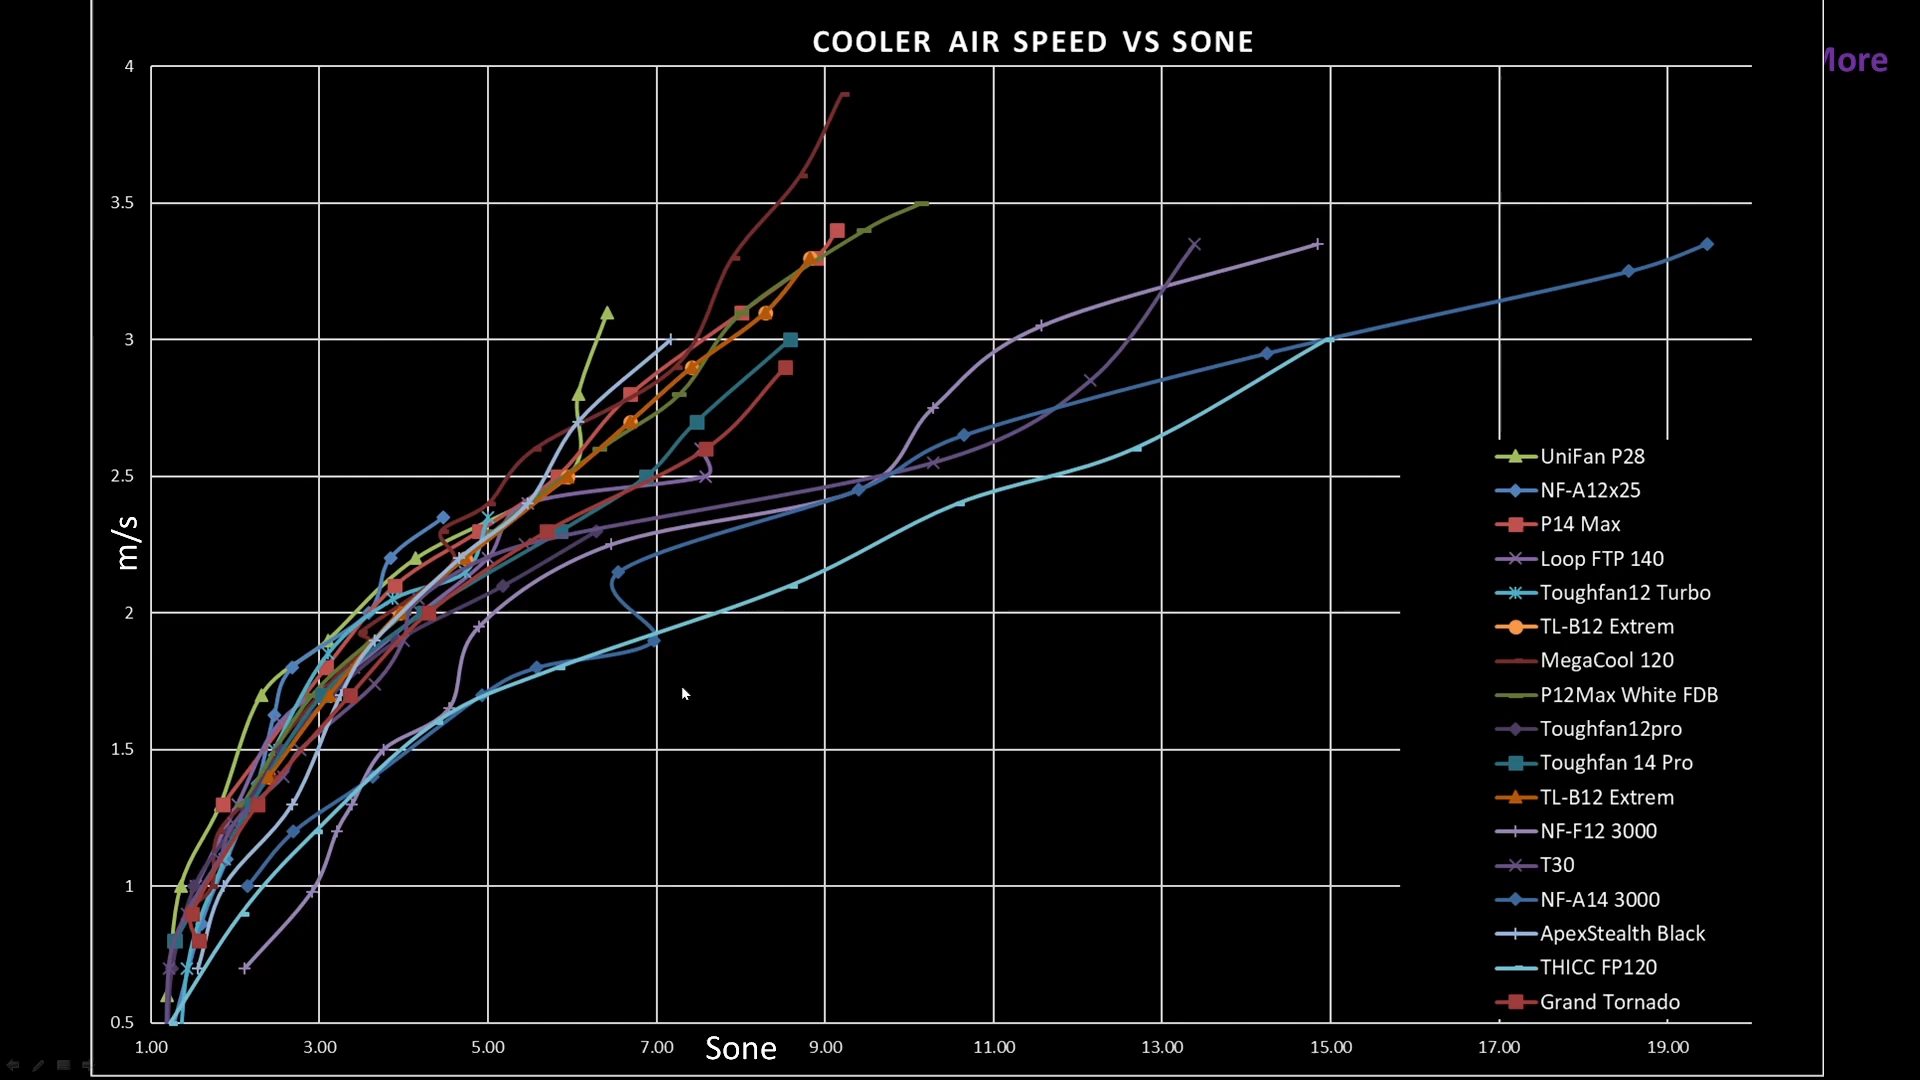 COOLER AIR SPEED VS SONE
More
4
3.5
3
2.5
2
1.5
1
0.5
m/s
1.00 3.00 5.00 7.00 Sone 9.00 11.00 13.00 15.00 17.00 19.00
UniFan P28
NF-A12x25
P14 Max
Loop FTP 140
Toughfan12 Turbo
TL-B12 Extrem
MegaCool 120
P12Max White FDB
Toughfan12pro
Toughfan 14 Pro
TL-B12 Extrem
NF-F12 3000
T30
NF-A14 3000
ApexStealth Black
THICC FP120
Grand Tornado